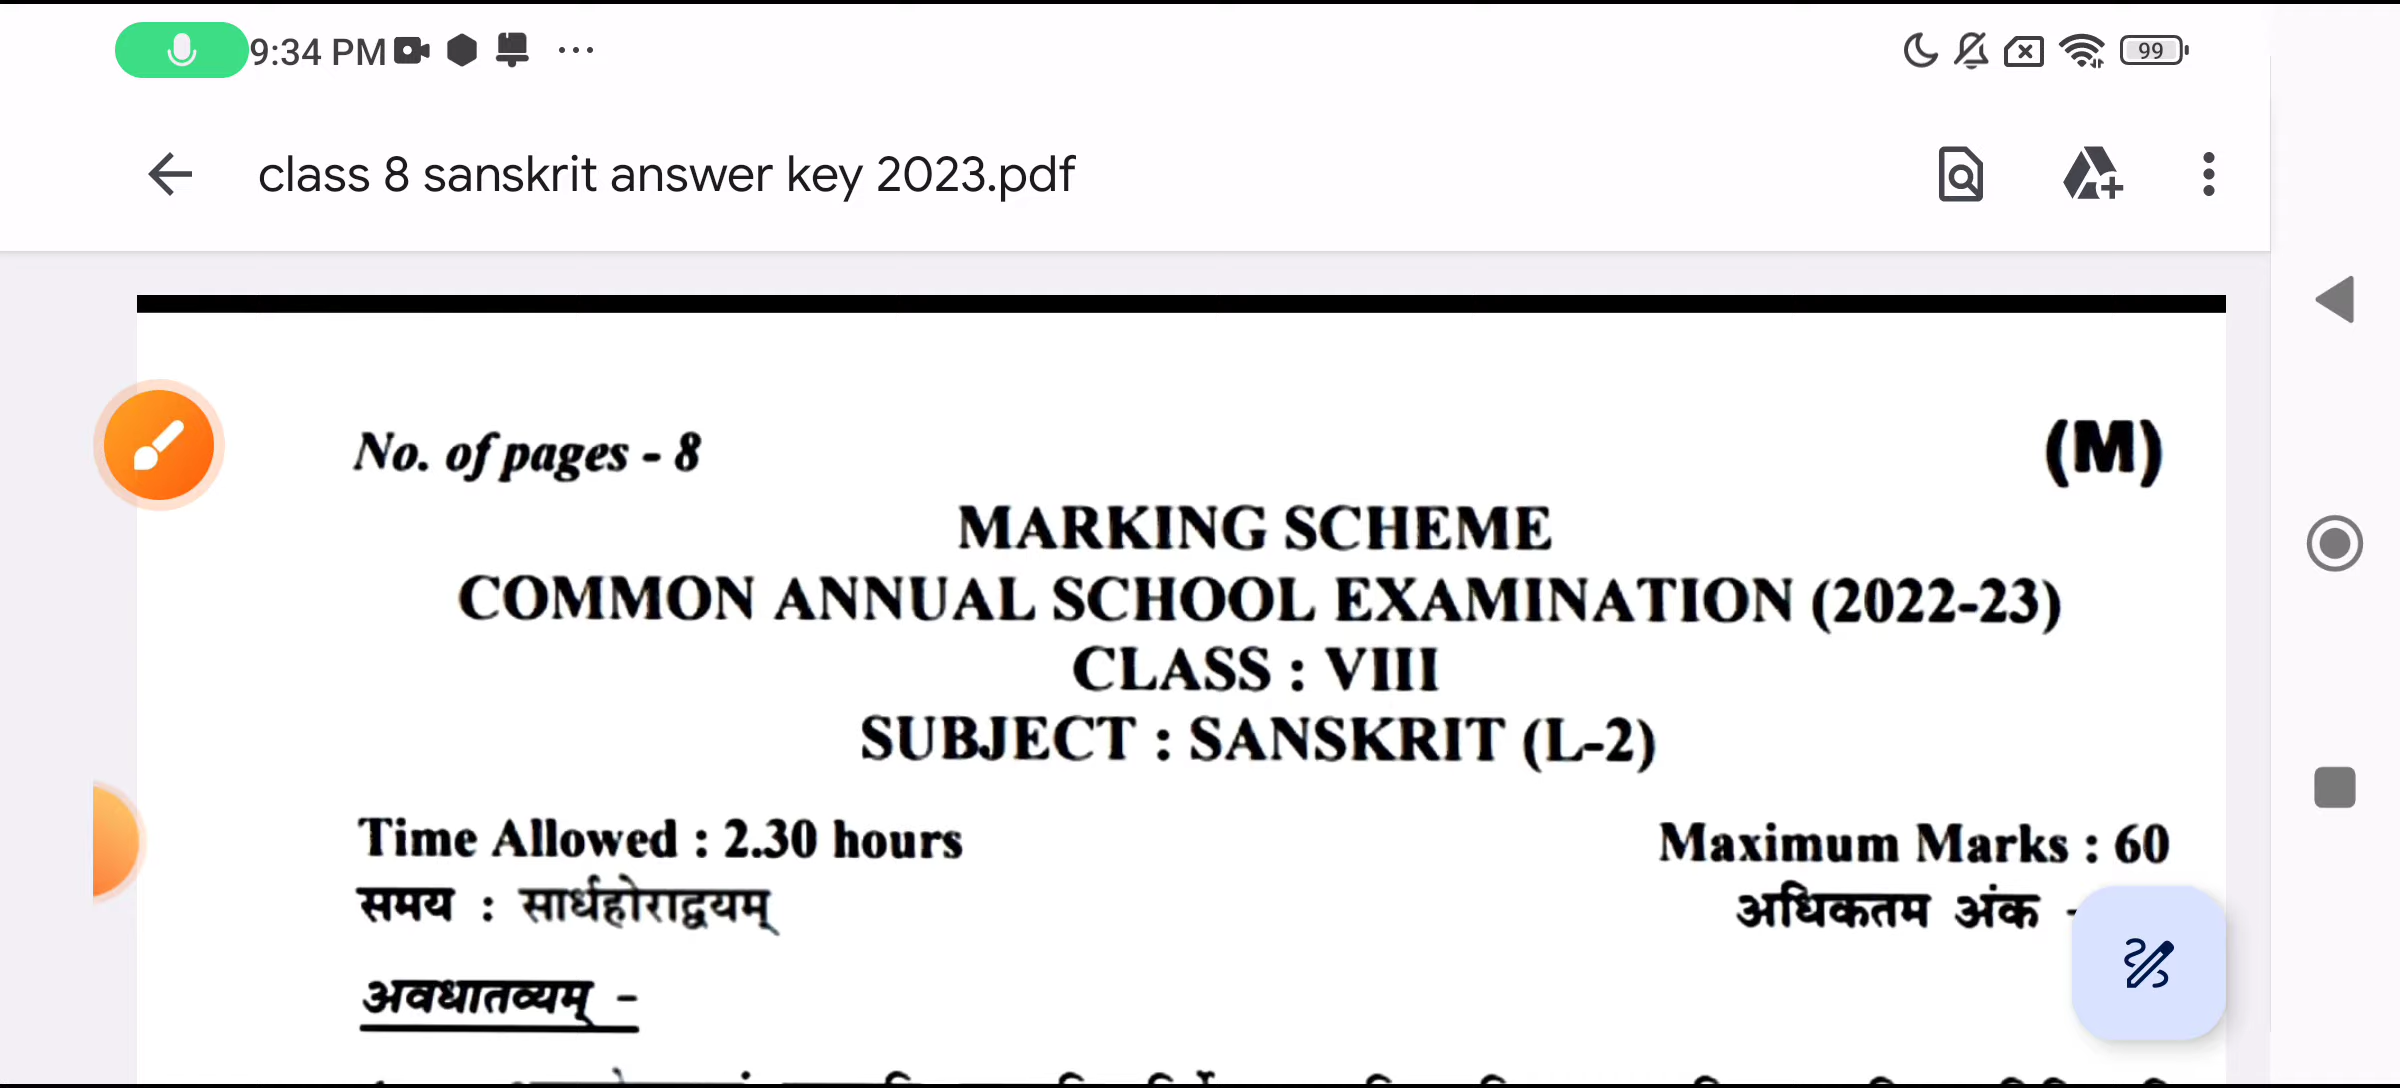 9:34 PM ... 99
class 8 sanskrit answer key 2023.pdf
No. of pages - 8 (M)
MARKING SCHEME
COMMON ANNUAL SCHOOL EXAMINATION (2022-23)
CLASS : VIII
SUBJECT : SANSKRIT (L-2)
Time Allowed : 2.30 hours Maximum Marks : 60
समय : सार्धहोराद्वयम् अधिकतम अंक -
अवधातव्यम् -